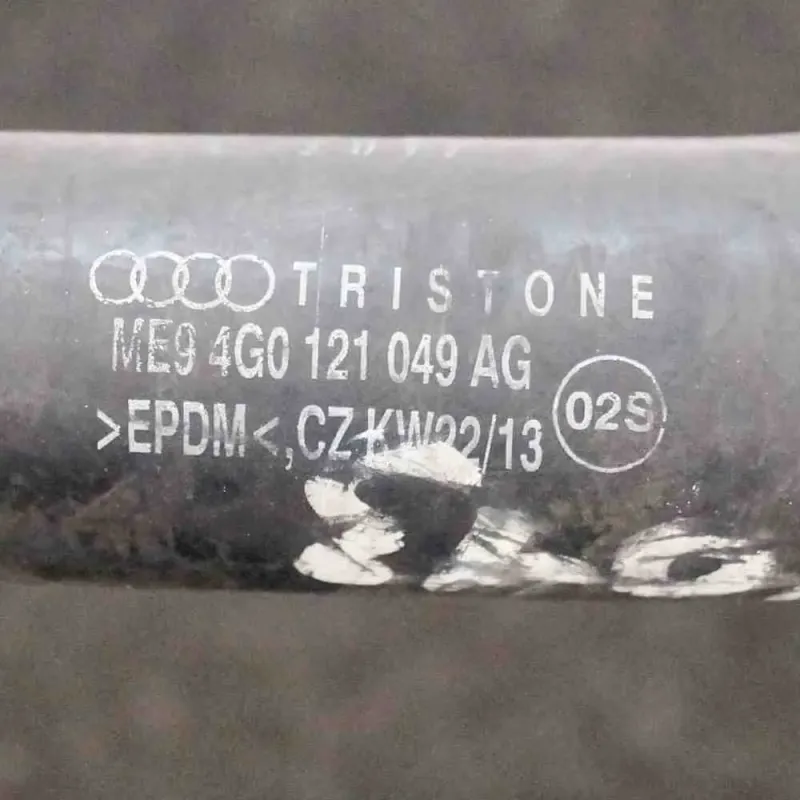 TRISTONE
ME9 4G0 121 049 AG
>EPDM<,CZ KW22/13
02S